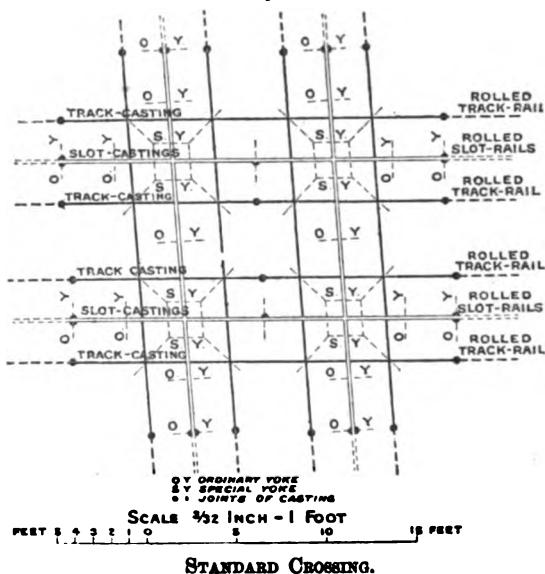 O Y O Y
O Y O Y
TRACK-CASTING
ROLLED
TRACK-RAIL
Y S Y Y Y S Y Y Y
SLOT-CASTINGS
ROLLED
SLOT-RAILS
O O S Y O O S Y O O
TRACK-CASTING
ROLLED
TRACK-RAIL
O Y O Y
TRACK CASTING
ROLLED
TRACK-RAIL
Y Y S Y S Y Y Y
SLOT-CASTINGS
ROLLED
SLOT-RAILS
O O S Y S Y O O
TRACK-CASTING
ROLLED
TRACK-RAIL
O Y O Y
O Y O Y
O Y ORDINARY YOKE
S Y SPECIAL YOKE
JOINTS OF CASTING
SCALE 3/32 INCH - 1 FOOT
FEET 5 4 3 2 1 0 5 10 15 FEET
STANDARD CROSSING.